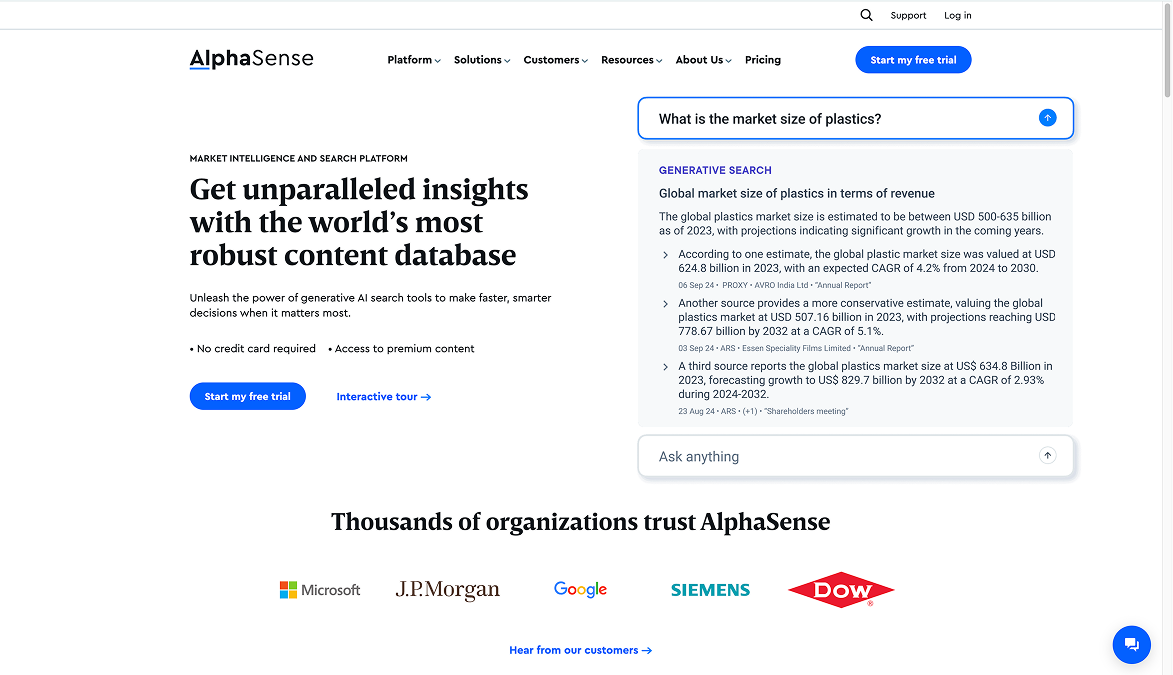 Support Log in
AlphaSense Platform Solutions Customers Resources About Us Pricing Start my free trial
MARKET INTELLIGENCE AND SEARCH PLATFORM
Get unparalleled insights
with the world’s most
robust content database
Unleash the power of generative AI search tools to make faster, smarter
decisions when it matters most.
• No credit card required • Access to premium content
Start my free trial Interactive tour →
What is the market size of plastics?
GENERATIVE SEARCH
Global market size of plastics in terms of revenue
The global plastics market size is estimated to be between USD 500-635 billion
as of 2023, with projections indicating significant growth in the coming years.
According to one estimate, the global plastic market size was valued at USD
624.8 billion in 2023, with an expected CAGR of 4.2% from 2024 to 2030.
06 Sep 24 • PROXY • AVRO India Ltd • “Annual Report”
Another source provides a more conservative estimate, valuing the global
plastics market at USD 507.16 billion in 2023, with projections reaching USD
778.67 billion by 2032 at a CAGR of 5.1%.
03 Sep 24 • ARS • Essen Speciality Films Limited • “Annual Report”
A third source reports the global plastics market size at US$ 634.8 Billion in
2023, forecasting growth to US$ 829.7 billion by 2032 at a CAGR of 2.93%
during 2024-2032.
23 Aug 24 • ARS • (+1) • “Shareholders meeting”
Ask anything
Thousands of organizations trust AlphaSense
Microsoft J.P.Morgan Google SIEMENS DOW®
Hear from our customers →